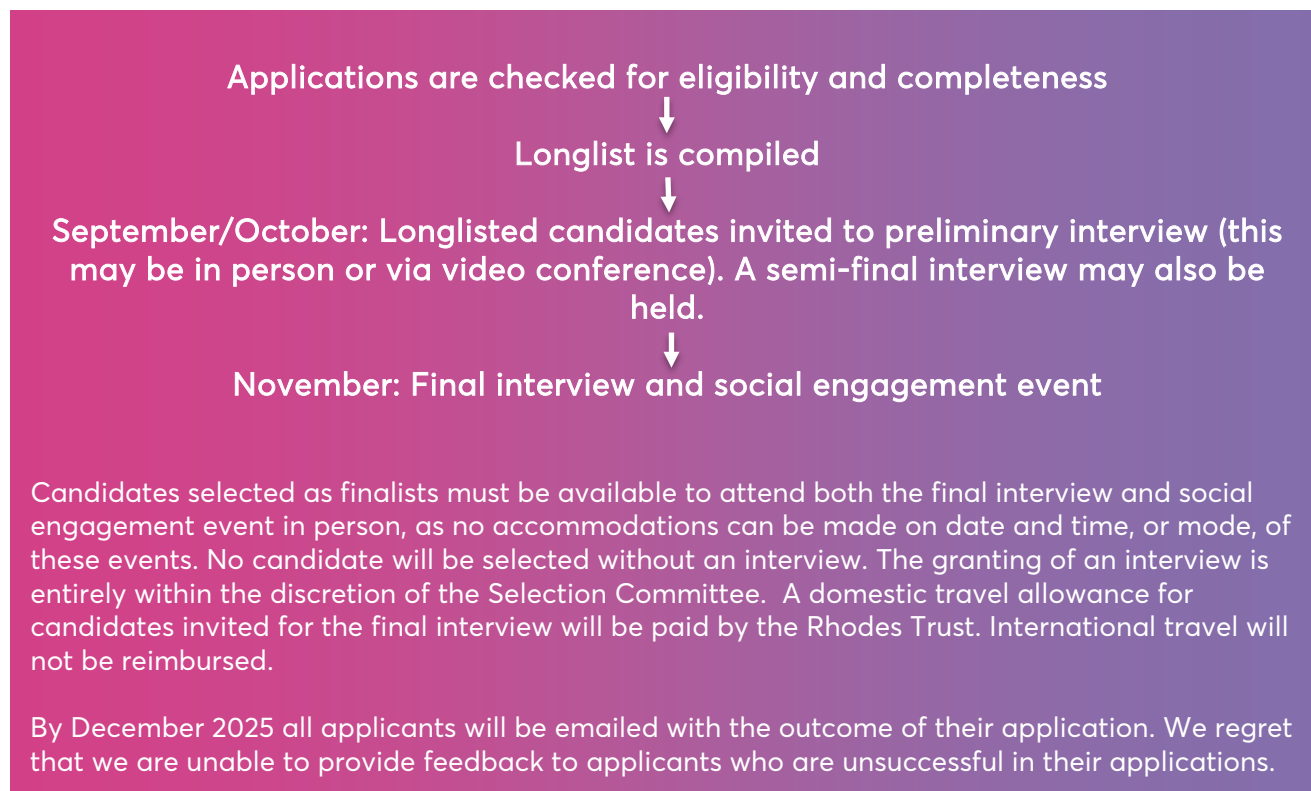 Applications are checked for eligibility and completeness
Longlist is compiled
September/October: Longlisted candidates invited to preliminary interview (this
may be in person or via video conference). A semi-final interview may also be
held.
November: Final interview and social engagement event
Candidates selected as finalists must be available to attend both the final interview and social
engagement event in person, as no accommodations can be made on date and time, or mode, of
these events. No candidate will be selected without an interview. The granting of an interview is
entirely within the discretion of the Selection Committee.  A domestic travel allowance for
candidates invited for the final interview will be paid by the Rhodes Trust. International travel will
not be reimbursed.
By December 2025 all applicants will be emailed with the outcome of their application. We regret
that we are unable to provide feedback to applicants who are unsuccessful in their applications.